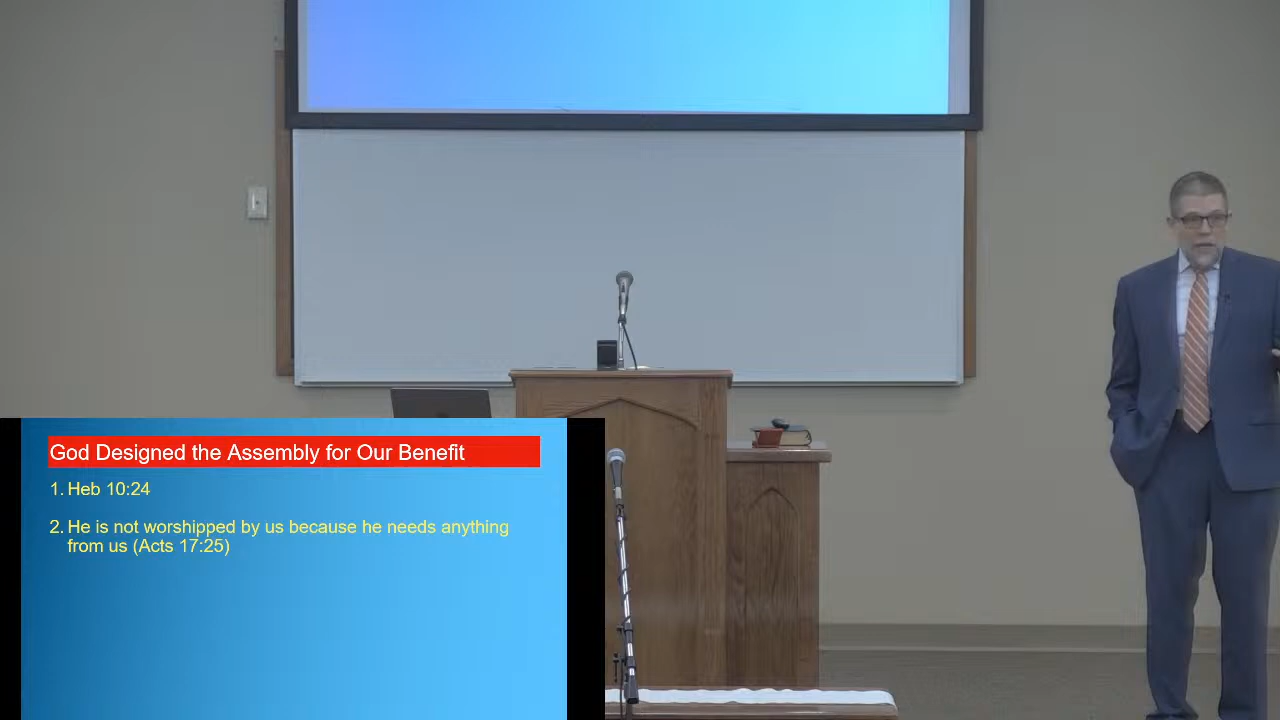 God Designed the Assembly for Our Benefit
1. Heb 10:24
2. He is not worshipped by us because he needs anything
from us (Acts 17:25)